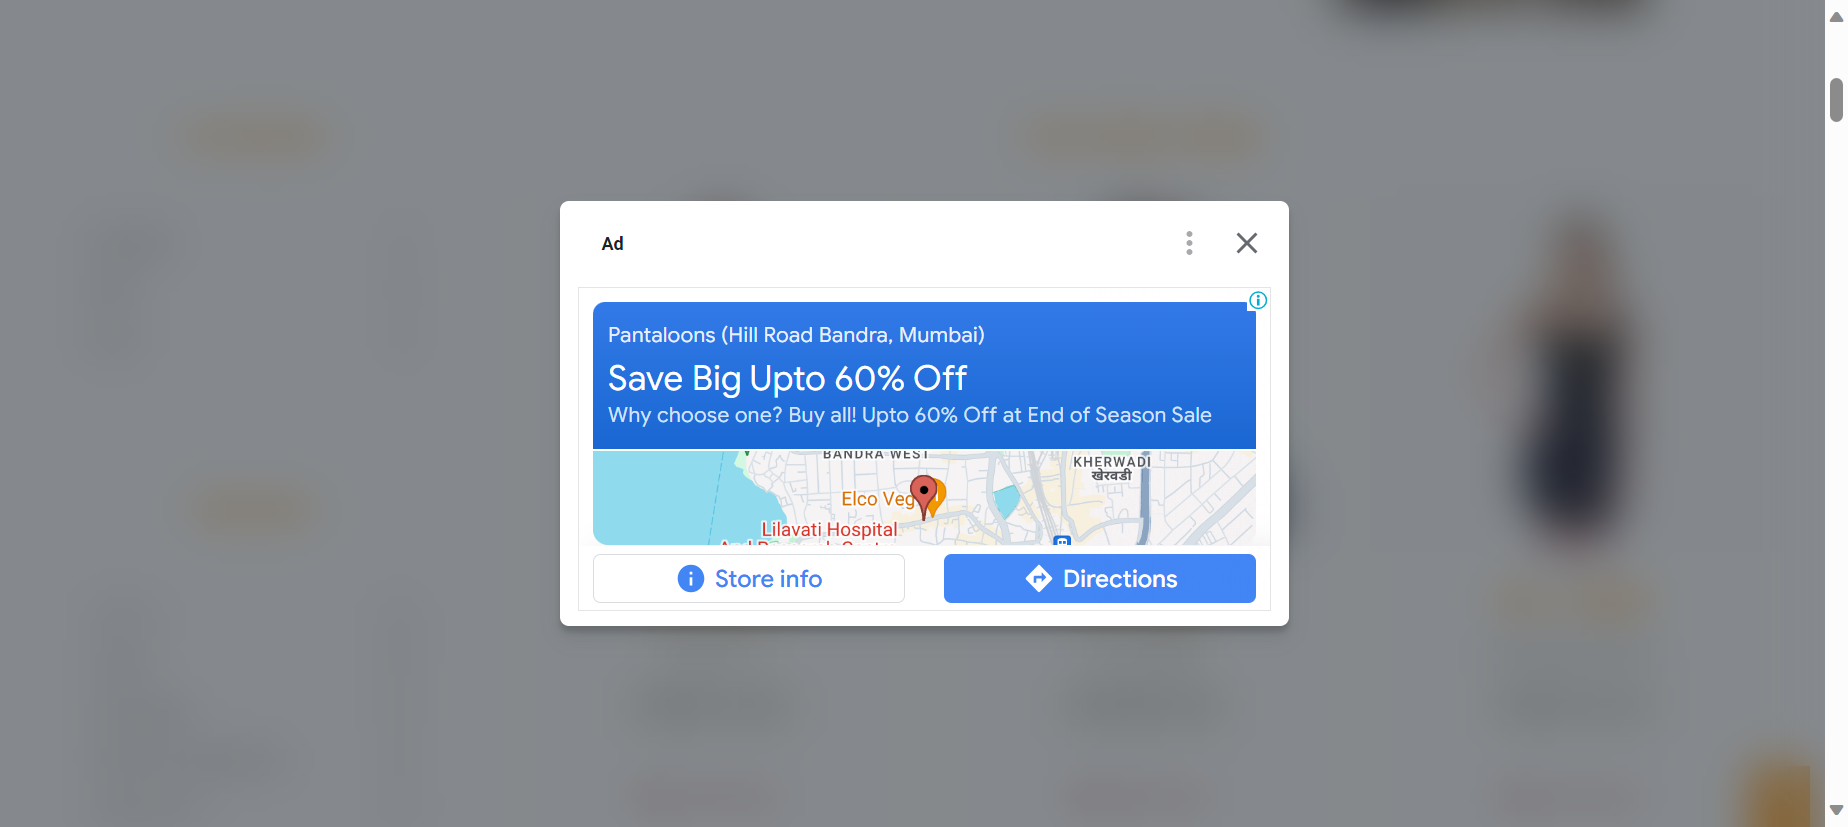 Ad
Pantaloons (Hill Road Bandra, Mumbai)
Save Big Upto 60% Off
Why choose one? Buy all! Upto 60% Off at End of Season Sale
BANDRA WEST
KHERWADI
खेरवडी
Elco Veg
Lilavati Hospital
Store info
Directions